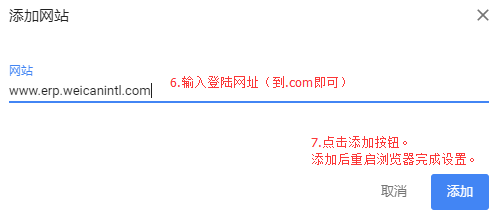 添加网站
网站
www.erp.weicanintl.com
6.输入登陆网址（到.com即可）
7.点击添加按钮。
添加后重启浏览器完成设置。
取消
添加